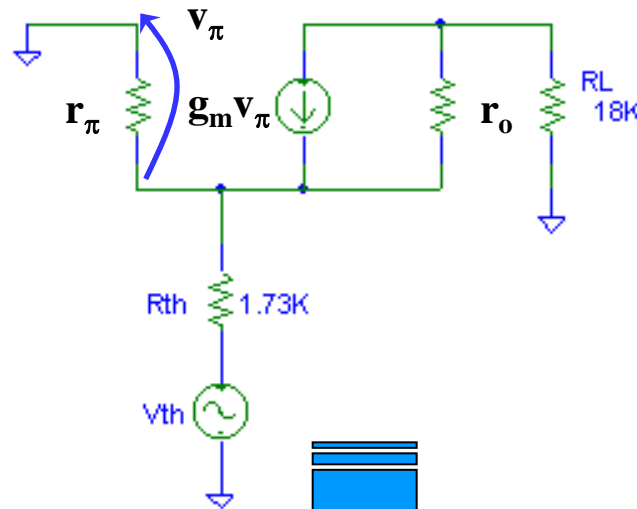 vπ
rπ
gmvπ
ro
RL
18K
Rth
1.73K
Vth